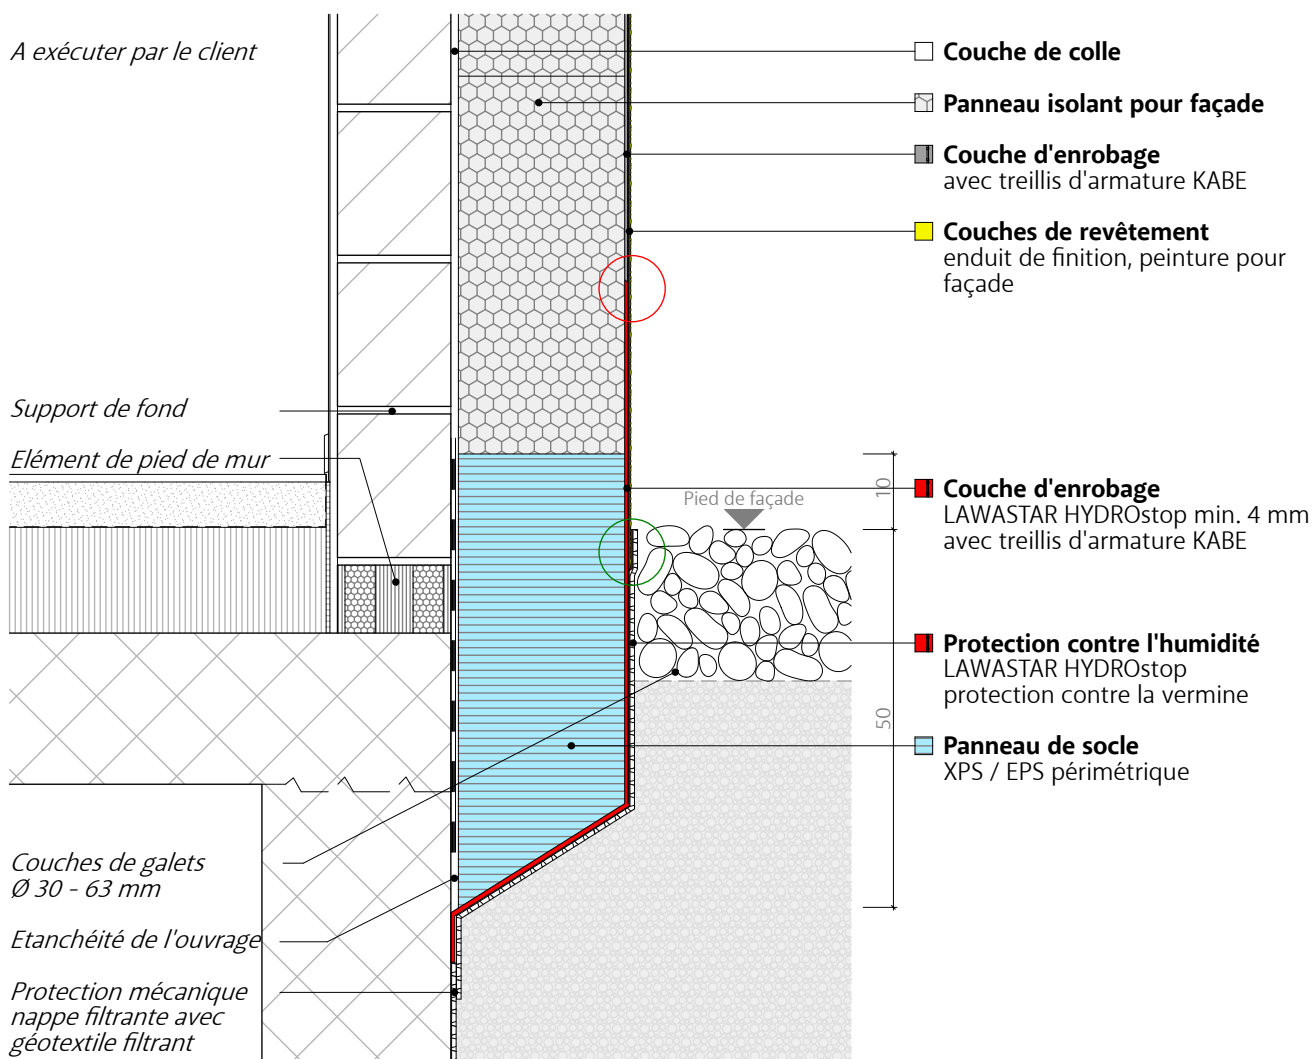 A exécuter par le client
Couche de colle
Panneau isolant pour façade
Couche d'enrobage
avec treillis d'armature KABE
Couches de revêtement
enduit de finition, peinture pour
façade
Support de fond
Elément de pied de mur
Pied de façade
10
Couche d'enrobage
LAWASTAR HYDROstop min. 4 mm
avec treillis d'armature KABE
Protection contre l'humidité
LAWASTAR HYDROstop
protection contre la vermine
50
Panneau de socle
XPS / EPS périmétrique
Couches de galets
Ø 30 - 63 mm
Etanchéité de l'ouvrage
Protection mécanique
nappe filtrante avec
géotextile filtrant